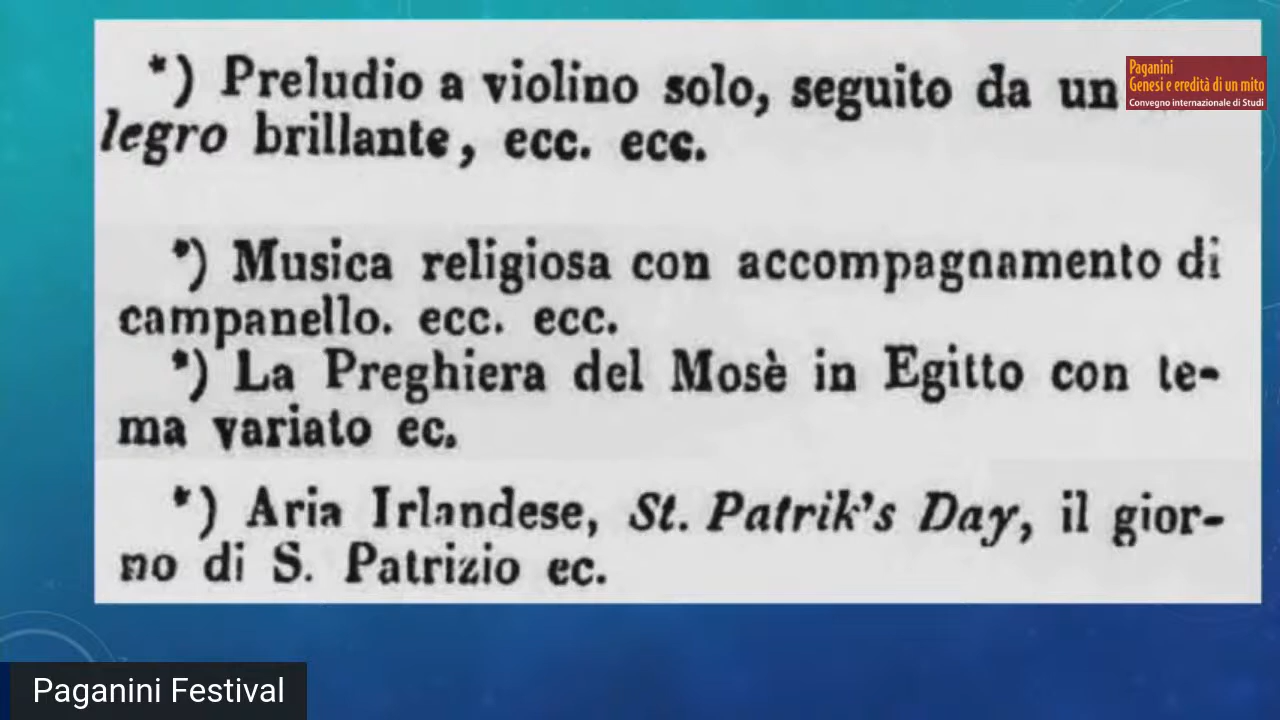 *) Preludio a violino solo, seguito da un
legro brillante, ecc. ecc.
*) Musica religiosa con accompagnamento di
campanello. ecc. ecc.
*) La Preghiera del Mosè in Egitto con te-
ma variato ec.
*) Aria Irlandese, St. Patrik's Day, il gior-
no di S. Patrizio ec.
Paganini
Genesi e eredità di un mito
Convegno internazionale di Studi
Paganini Festival